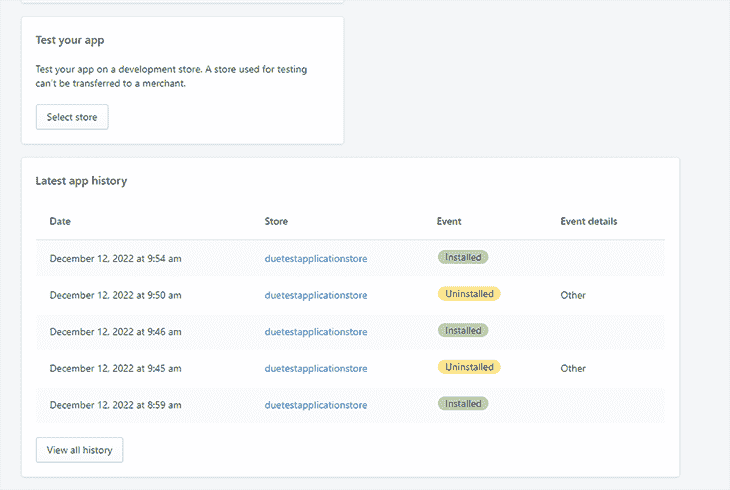 Test your app
Test your app on a development store. A store used for testing
can't be transferred to a merchant.
Select store
Latest app history
Date Store Event Event details
December 12, 2022 at 9:54 am duetestapplicationstore Installed
December 12, 2022 at 9:50 am duetestapplicationstore Uninstalled Other
December 12, 2022 at 9:46 am duetestapplicationstore Installed
December 12, 2022 at 9:45 am duetestapplicationstore Uninstalled Other
December 12, 2022 at 8:59 am duetestapplicationstore Installed
View all history